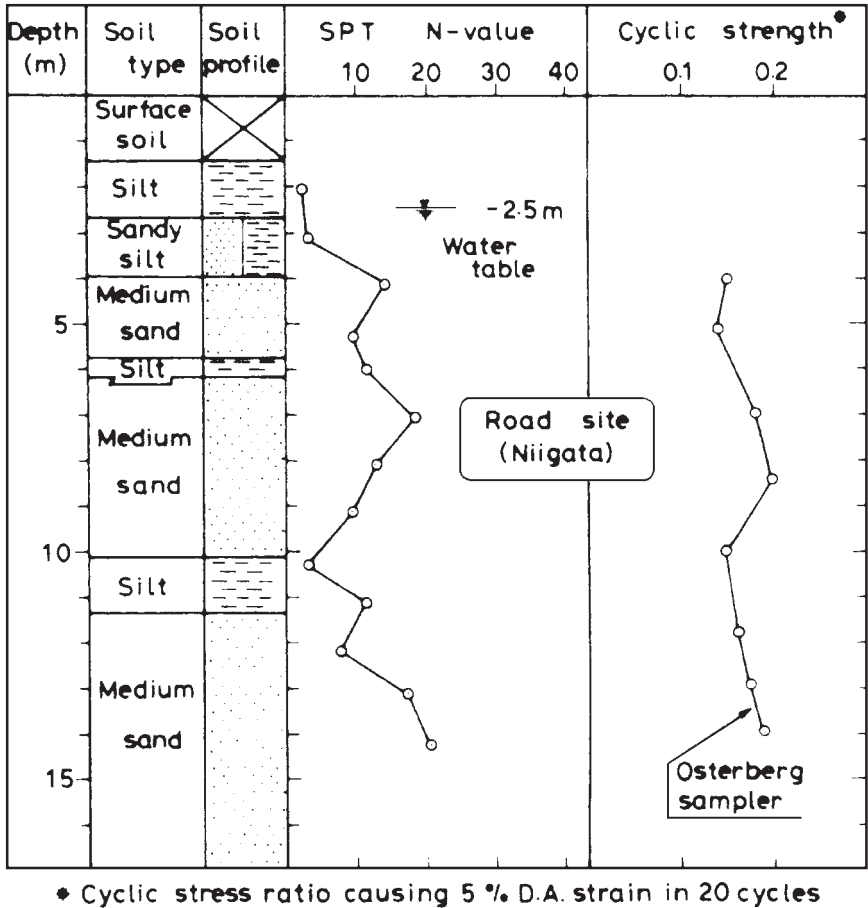 Depth (m)
Soil type
Soil profile
SPT N-value
10 20 30 40
Cyclic strength*
0.1 0.2
Surface soil
Silt
Sandy silt
Medium sand
Silt
Medium sand
Silt
Medium sand
5
10
15
-2.5m
Water table
Road site
(Niigata)
Osterberg
sampler
* Cyclic stress ratio causing 5 % D.A. strain in 20 cycles